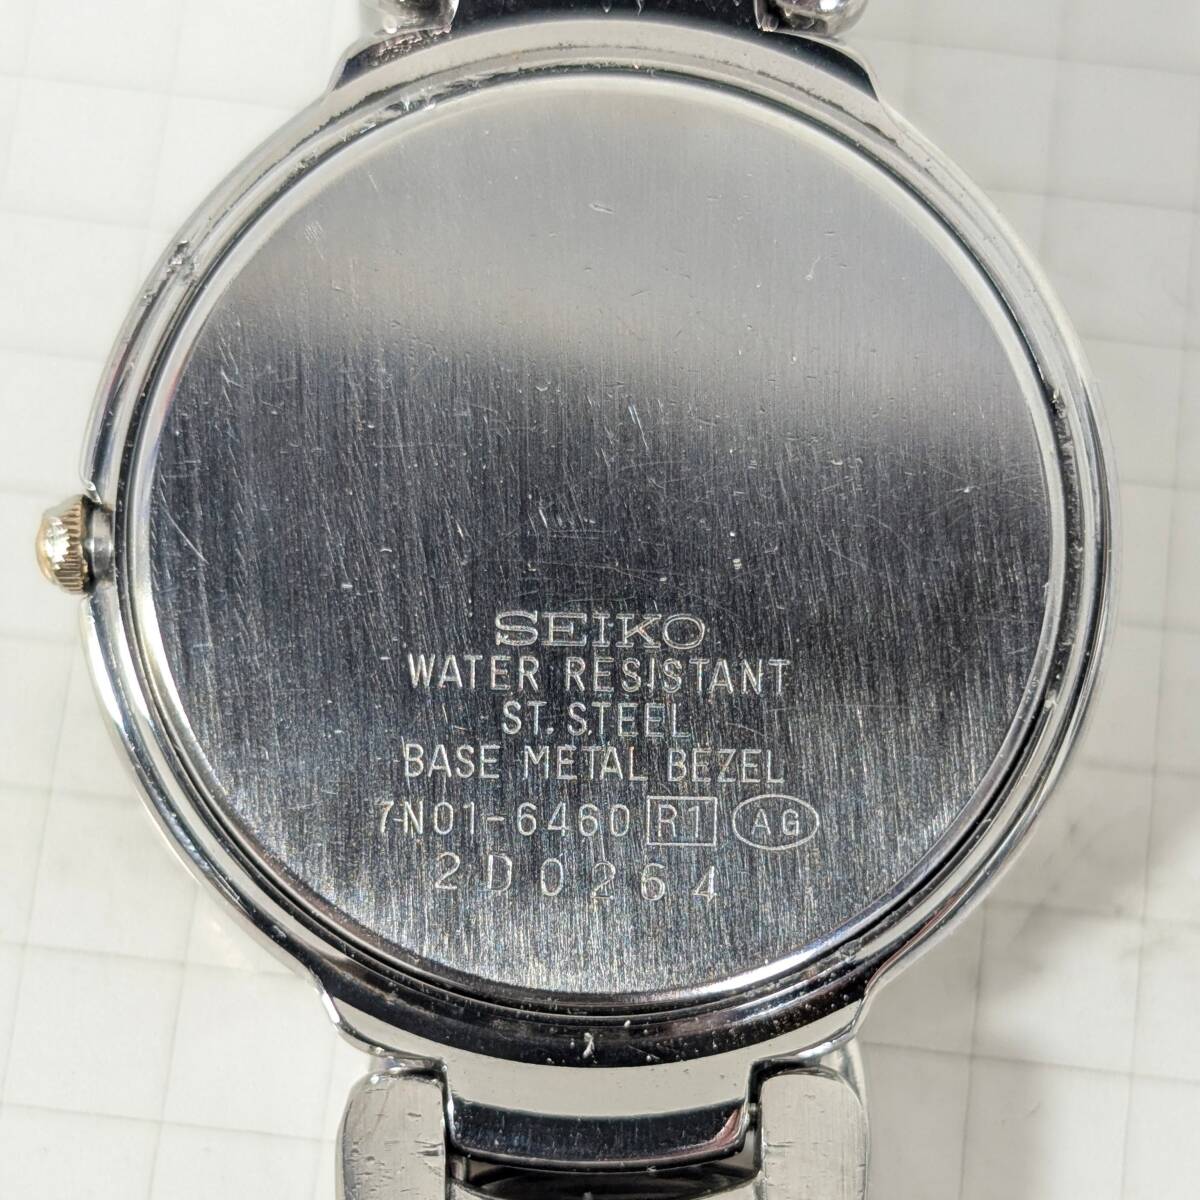 SEIKO
WATER RESISTANT
ST. STEEL
BASE METAL BEZEL
7N01-6460 R1 AG
2D0264